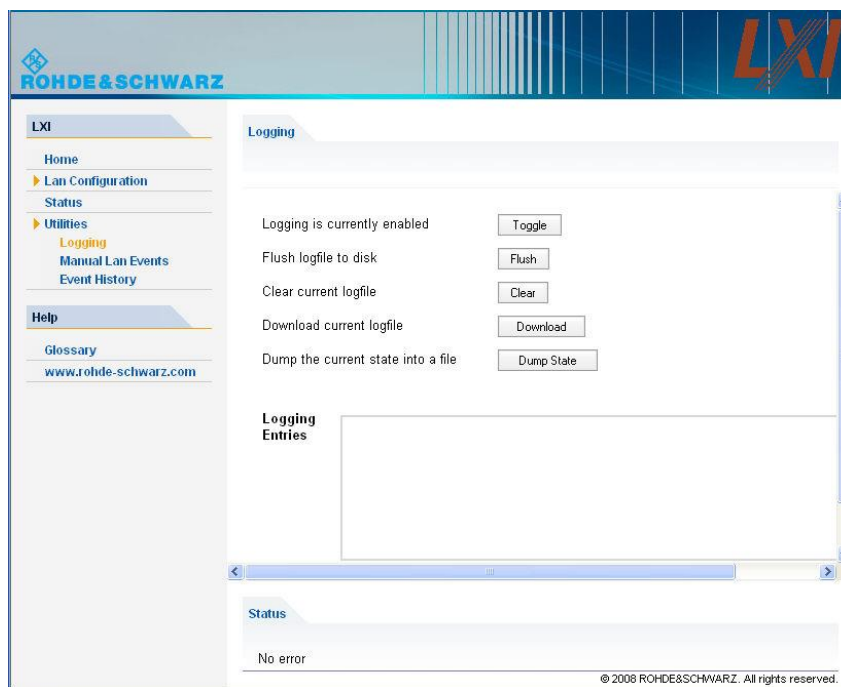 ROHDE&SCHWARZ
LXI
LXI
Home
Lan Configuration
Status
Utilities
Logging
Manual Lan Events
Event History
Help
Glossary
www.rohde-schwarz.com
Logging
Logging is currently enabled Toggle
Flush logfile to disk Flush
Clear current logfile Clear
Download current logfile Download
Dump the current state into a file Dump State
Logging
Entries
Status
No error
© 2008 ROHDE&SCHWARZ. All rights reserved.